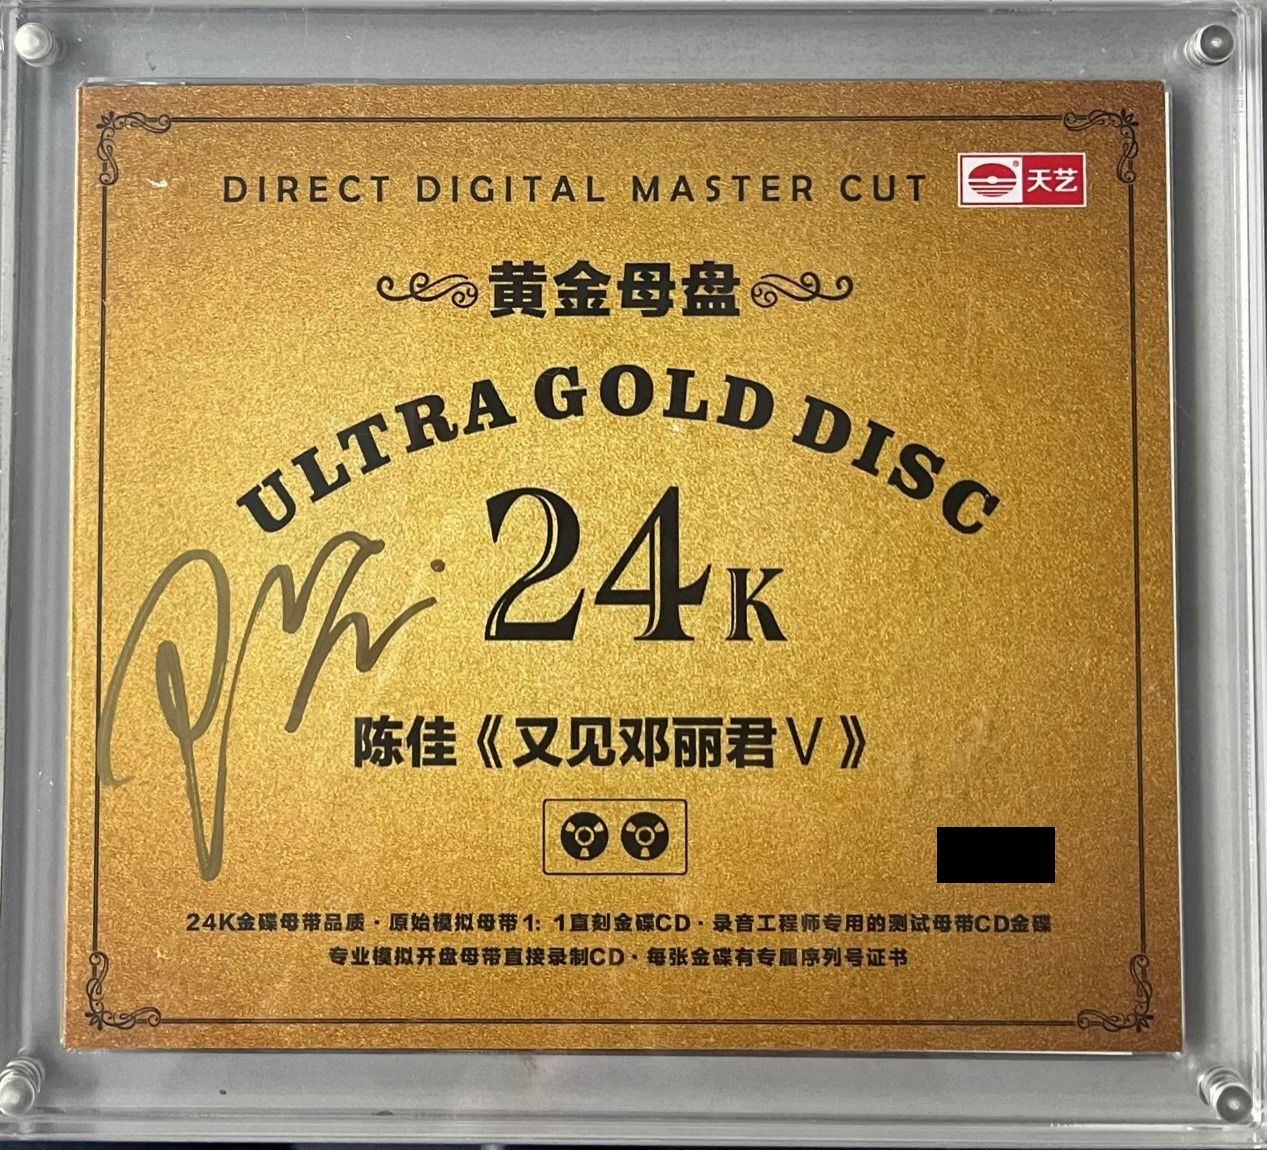 DIRECT DIGITAL MASTER CUT
® 天艺
黄金母盘
ULTRA GOLD DISC
24K
陈佳《又见邓丽君Ⅴ》
24K金碟母带品质·原始模拟母带1：1直刻金碟CD·录音工程师专用的测试母带CD金碟
专业模拟开盘母带直接录制CD·每张金碟有专属序列号证书